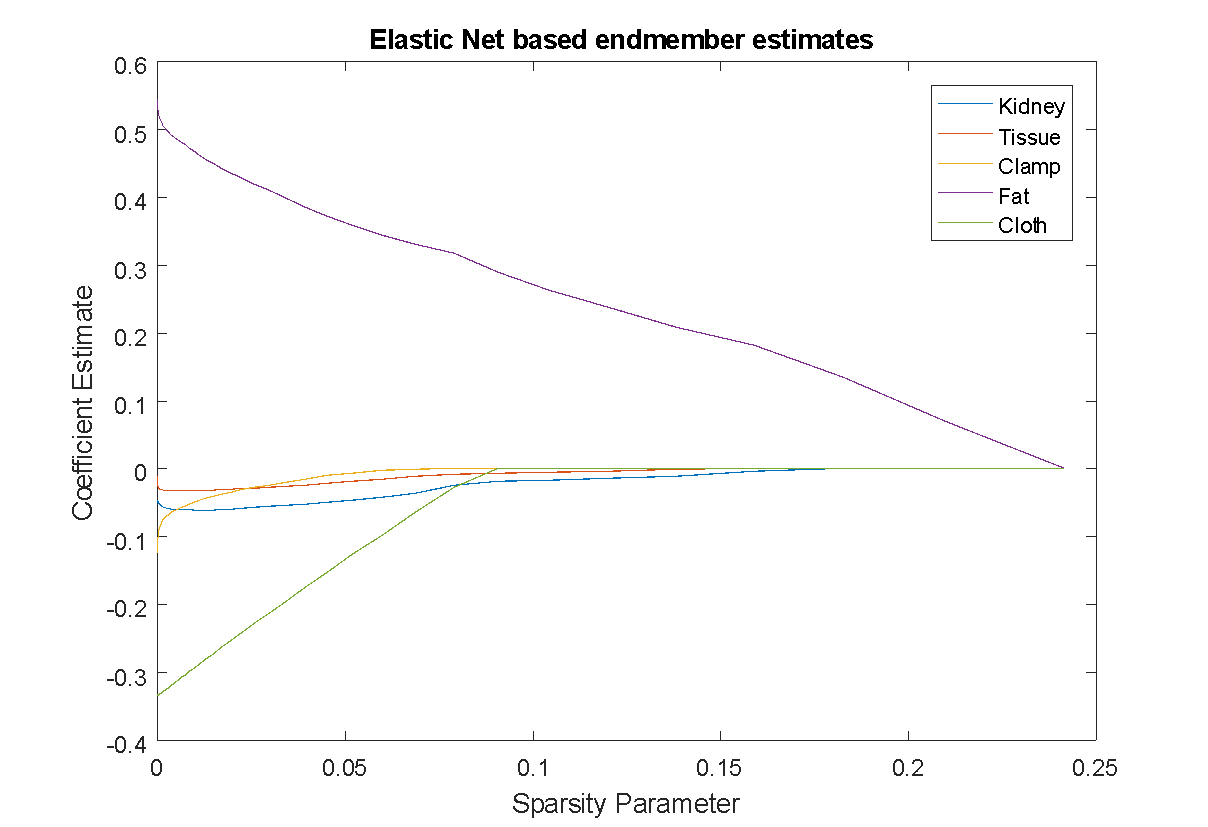 Elastic Net based endmember estimates
0.6
0.5
0.4
0.3
0.2
0.1
0
-0.1
-0.2
-0.3
-0.4
Coefficient Estimate
Kidney
Tissue
Clamp
Fat
Cloth
0 0.05 0.1 0.15 0.2 0.25
Sparsity Parameter